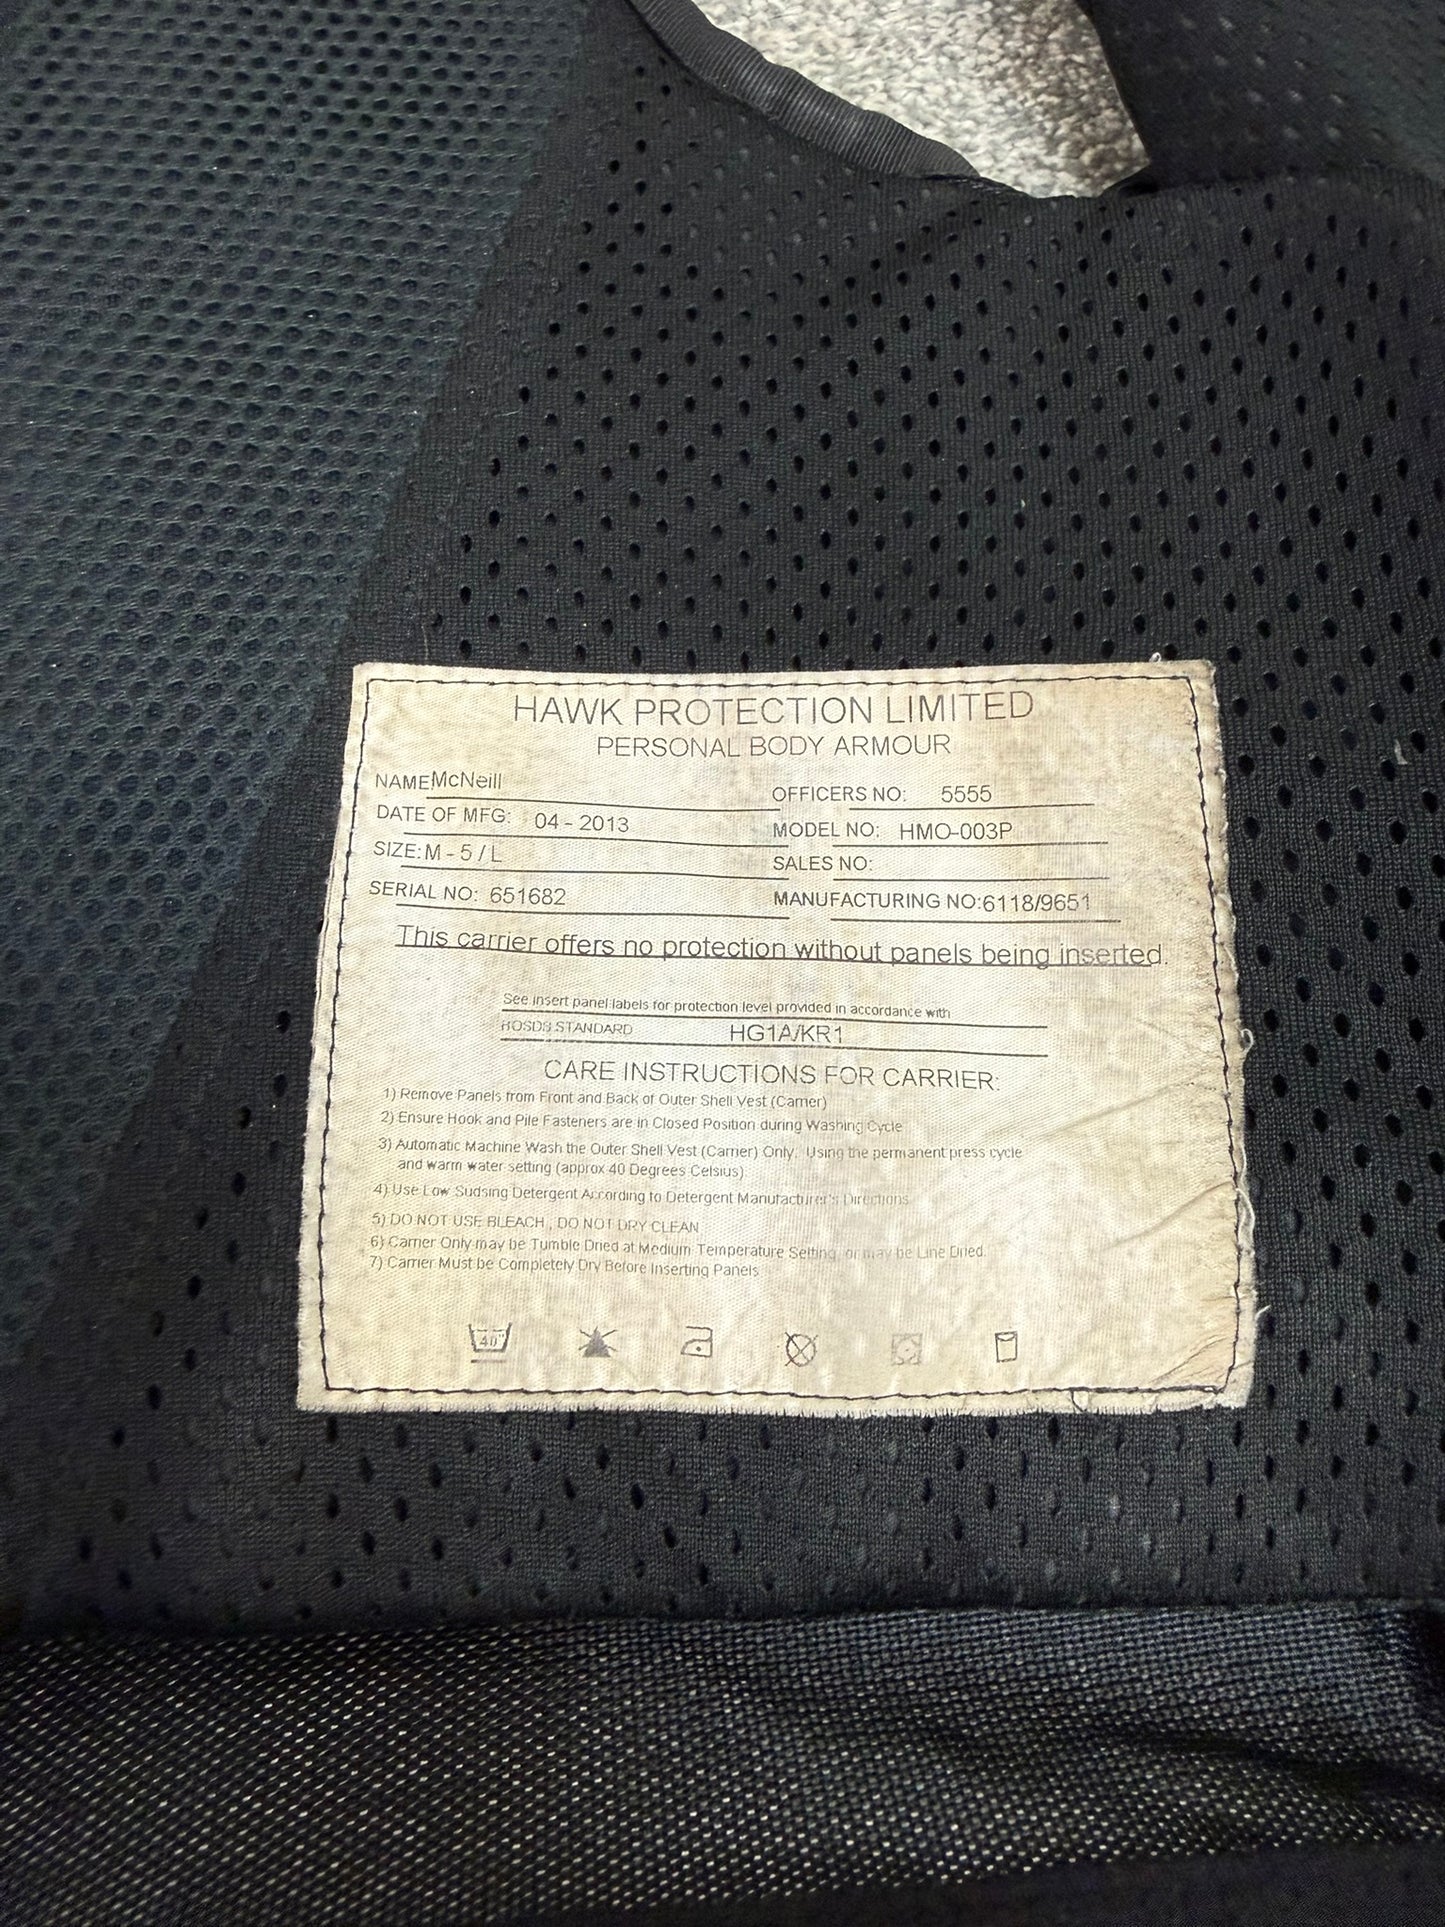 HAWK PROTECTION LIMITED
PERSONAL BODY ARMOUR
NAME McNeill OFFICERS NO: 5555
DATE OF MFG: 04 - 2013 MODEL NO: HMO-003P
SIZE: M - 5 / L SALES NO:
SERIAL NO: 651682 MANUFACTURING NO:6118/9651
This carrier offers no protection without panels being inserted.
See insert panel labels for protection level provided in accordance with
HOSDB STANDARD HG1A/KR1
CARE INSTRUCTIONS FOR CARRIER:
1) Remove Panels from Front and Back of Outer Shell Vest (Carrier)
2) Ensure Hook and Pile Fasteners are in Closed Position during Washing Cycle
3) Automatic Machine Wash the Outer Shell Vest (Carrier) Only. Using the permanent press cycle
and warm water setting (approx 40 Degrees Celsius)
4) Use Low Sudsing Detergent According to Detergent Manufacturer's Directions
5) DO NOT USE BLEACH , DO NOT DRY CLEAN
6) Carrier Only may be Tumble Dried at Medium Temperature Setting, or may be Line Dried.
7) Carrier Must be Completely Dry Before Inserting Panels
40°